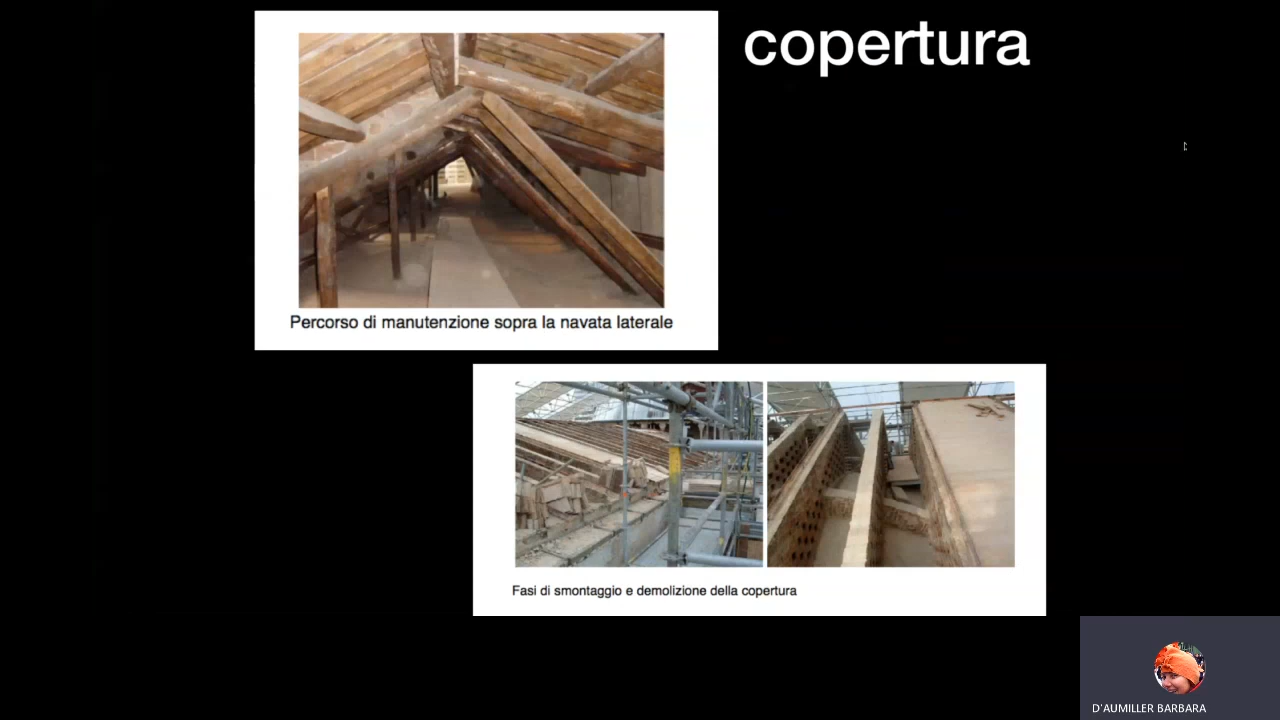 copertura
Percorso di manutenzione sopra la navata laterale
Fasi di smontaggio e demolizione della copertura
D'AUMILLER BARBARA